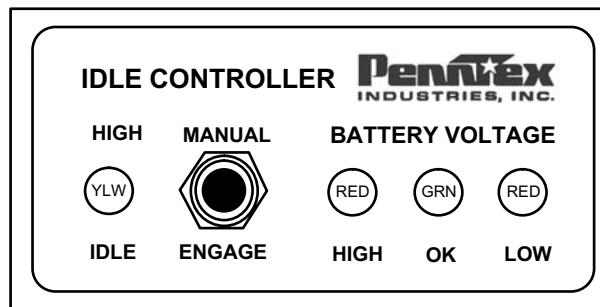 IDLE CONTROLLER
PennTex
INDUSTRIES, INC.
HIGH
MANUAL
BATTERY VOLTAGE
YLW
RED
GRN
RED
IDLE
ENGAGE
HIGH
OK
LOW